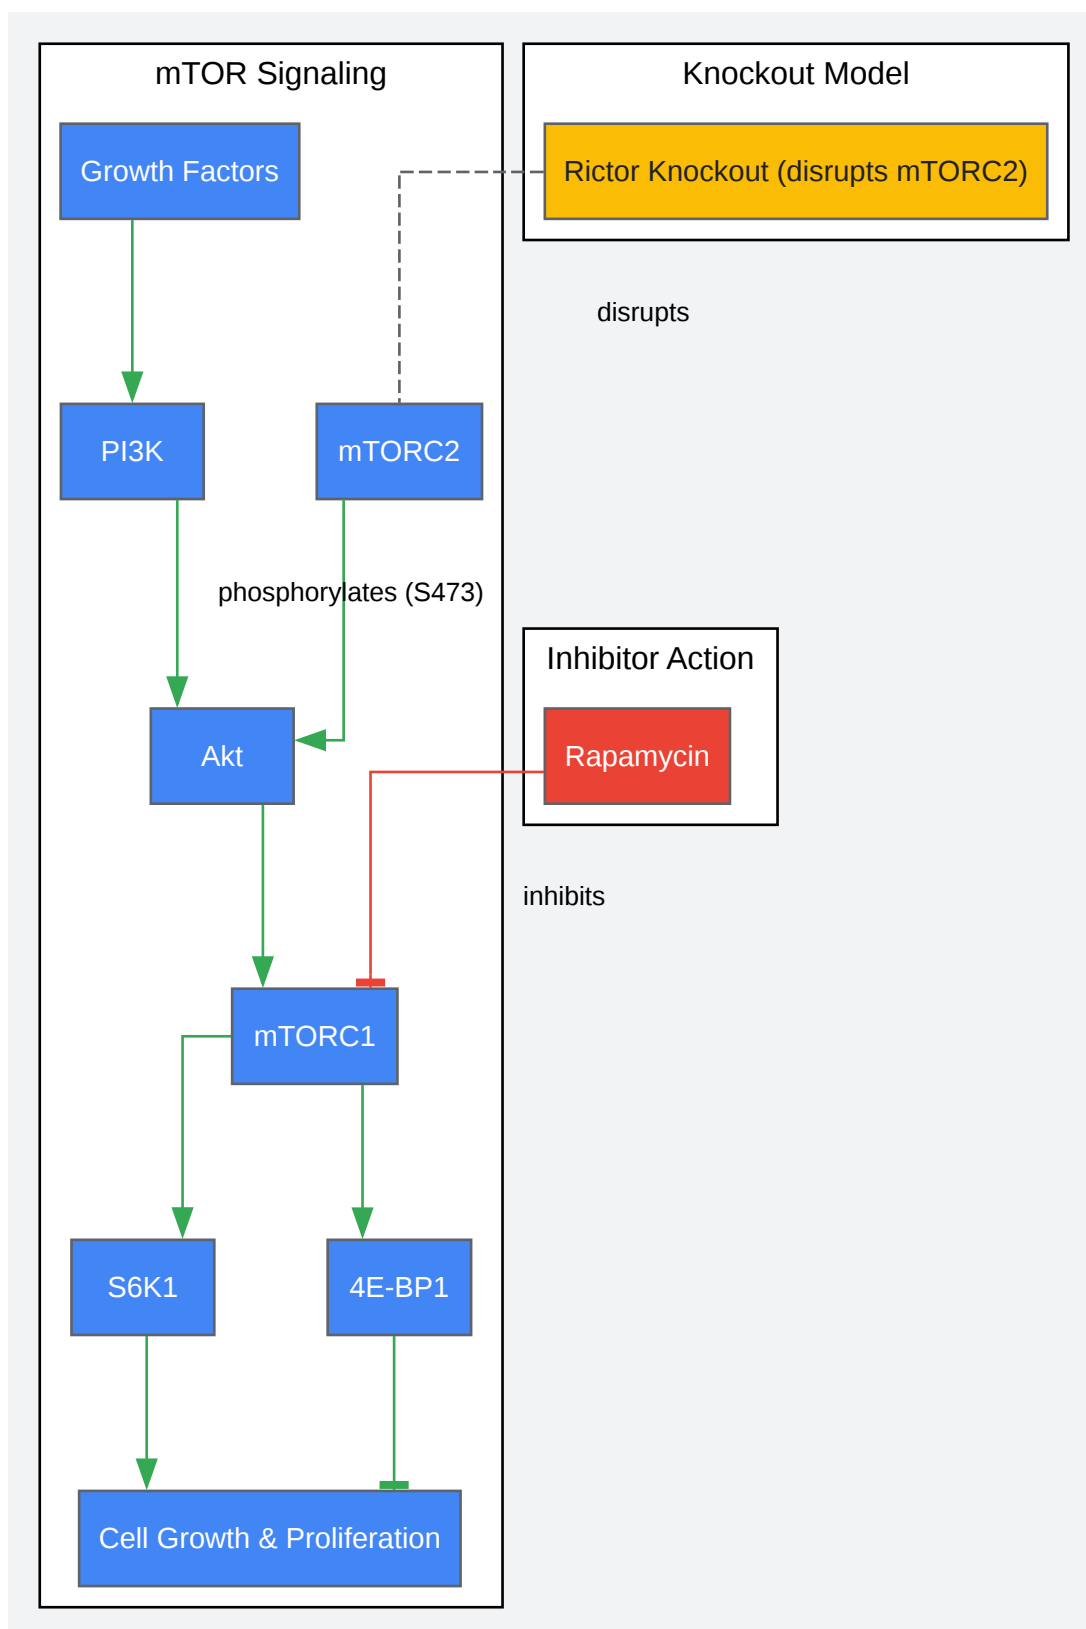 mTOR Signaling
Knockout Model
Growth Factors
Rictor Knockout (disrupts mTORC2)
disrupts
PI3K
mTORC2
phosphorylates (S473)
Inhibitor Action
Akt
Rapamycin
inhibits
mTORC1
S6K1
4E-BP1
Cell Growth & Proliferation